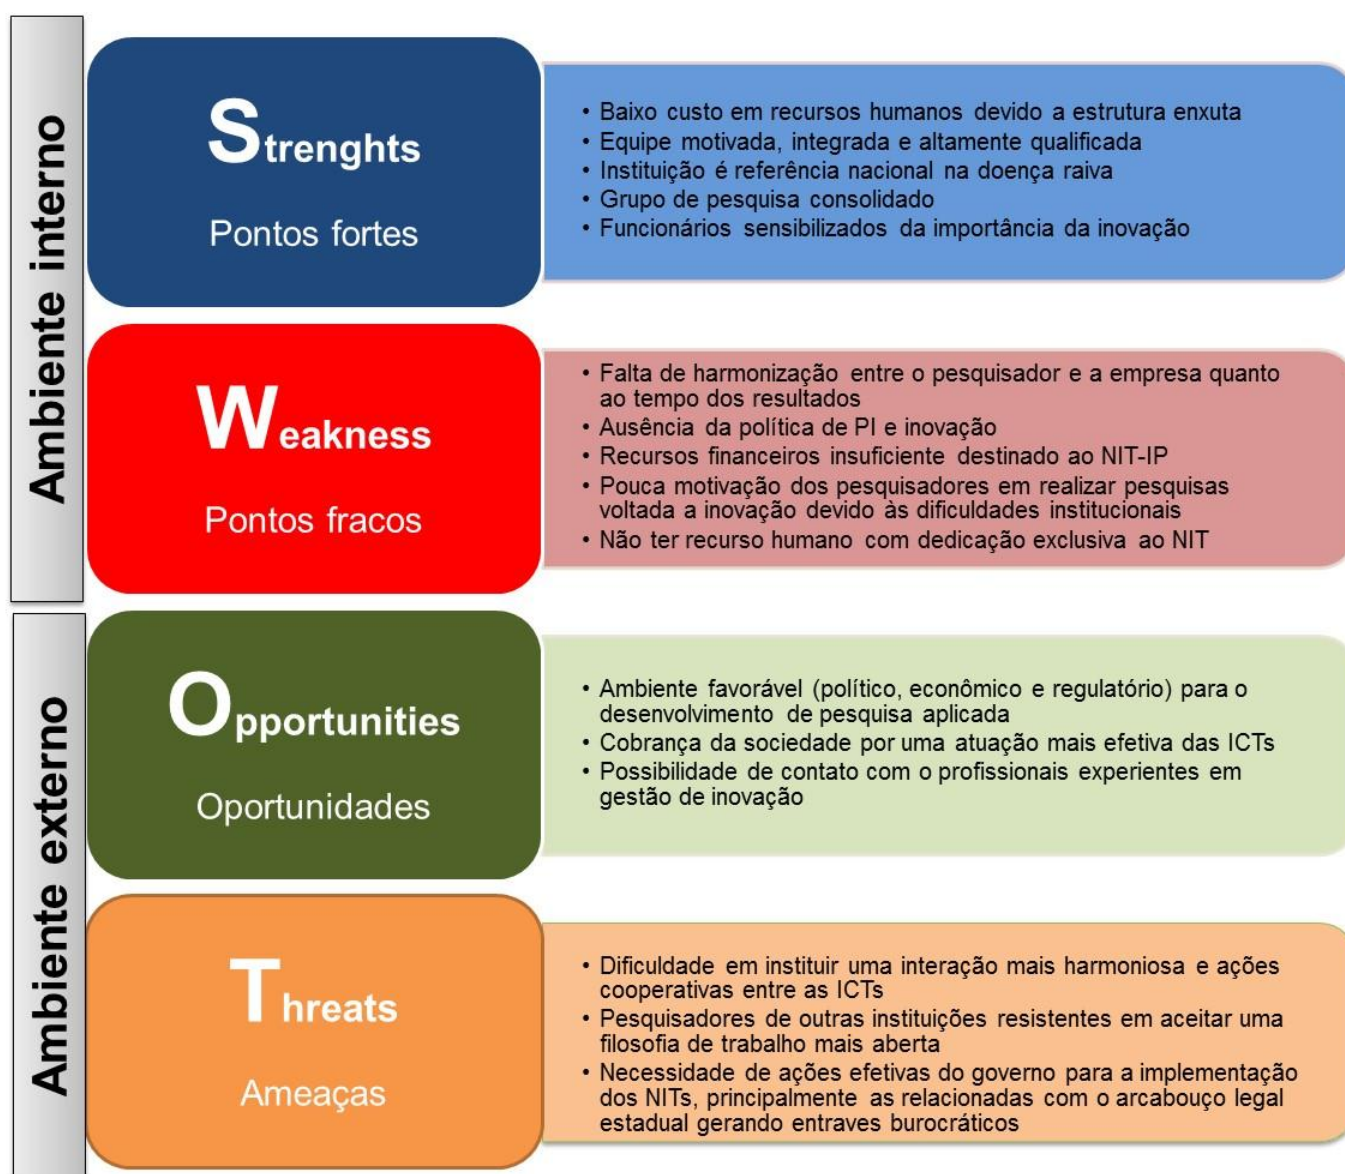 Ambiente interno
Strenghts
Pontos fortes
• Baixo custo em recursos humanos devido a estrutura enxuta
• Equipe motivada, integrada e altamente qualificada
• Instituição é referência nacional na doença raiva
• Grupo de pesquisa consolidado
• Funcionários sensibilizados da importância da inovação
Weakness
Pontos fracos
• Falta de harmonização entre o pesquisador e a empresa quanto
ao tempo dos resultados
• Ausência da política de PI e inovação
• Recursos financeiros insuficiente destinado ao NIT-IP
• Pouca motivação dos pesquisadores em realizar pesquisas
voltada a inovação devido às dificuldades institucionais
• Não ter recurso humano com dedicação exclusiva ao NIT
Ambiente externo
Opportunities
Oportunidades
• Ambiente favorável (político, econômico e regulatório) para o
desenvolvimento de pesquisa aplicada
• Cobrança da sociedade por uma atuação mais efetiva das ICTs
• Possibilidade de contato com o profissionais experientes em
gestão de inovação
Threats
Ameaças
• Dificuldade em instituir uma interação mais harmoniosa e ações
cooperativas entre as ICTs
• Pesquisadores de outras instituições resistentes em aceitar uma
filosofia de trabalho mais aberta
• Necessidade de ações efetivas do governo para a implementação
dos NITs, principalmente as relacionadas com o arcabouço legal
estadual gerando entraves burocráticos